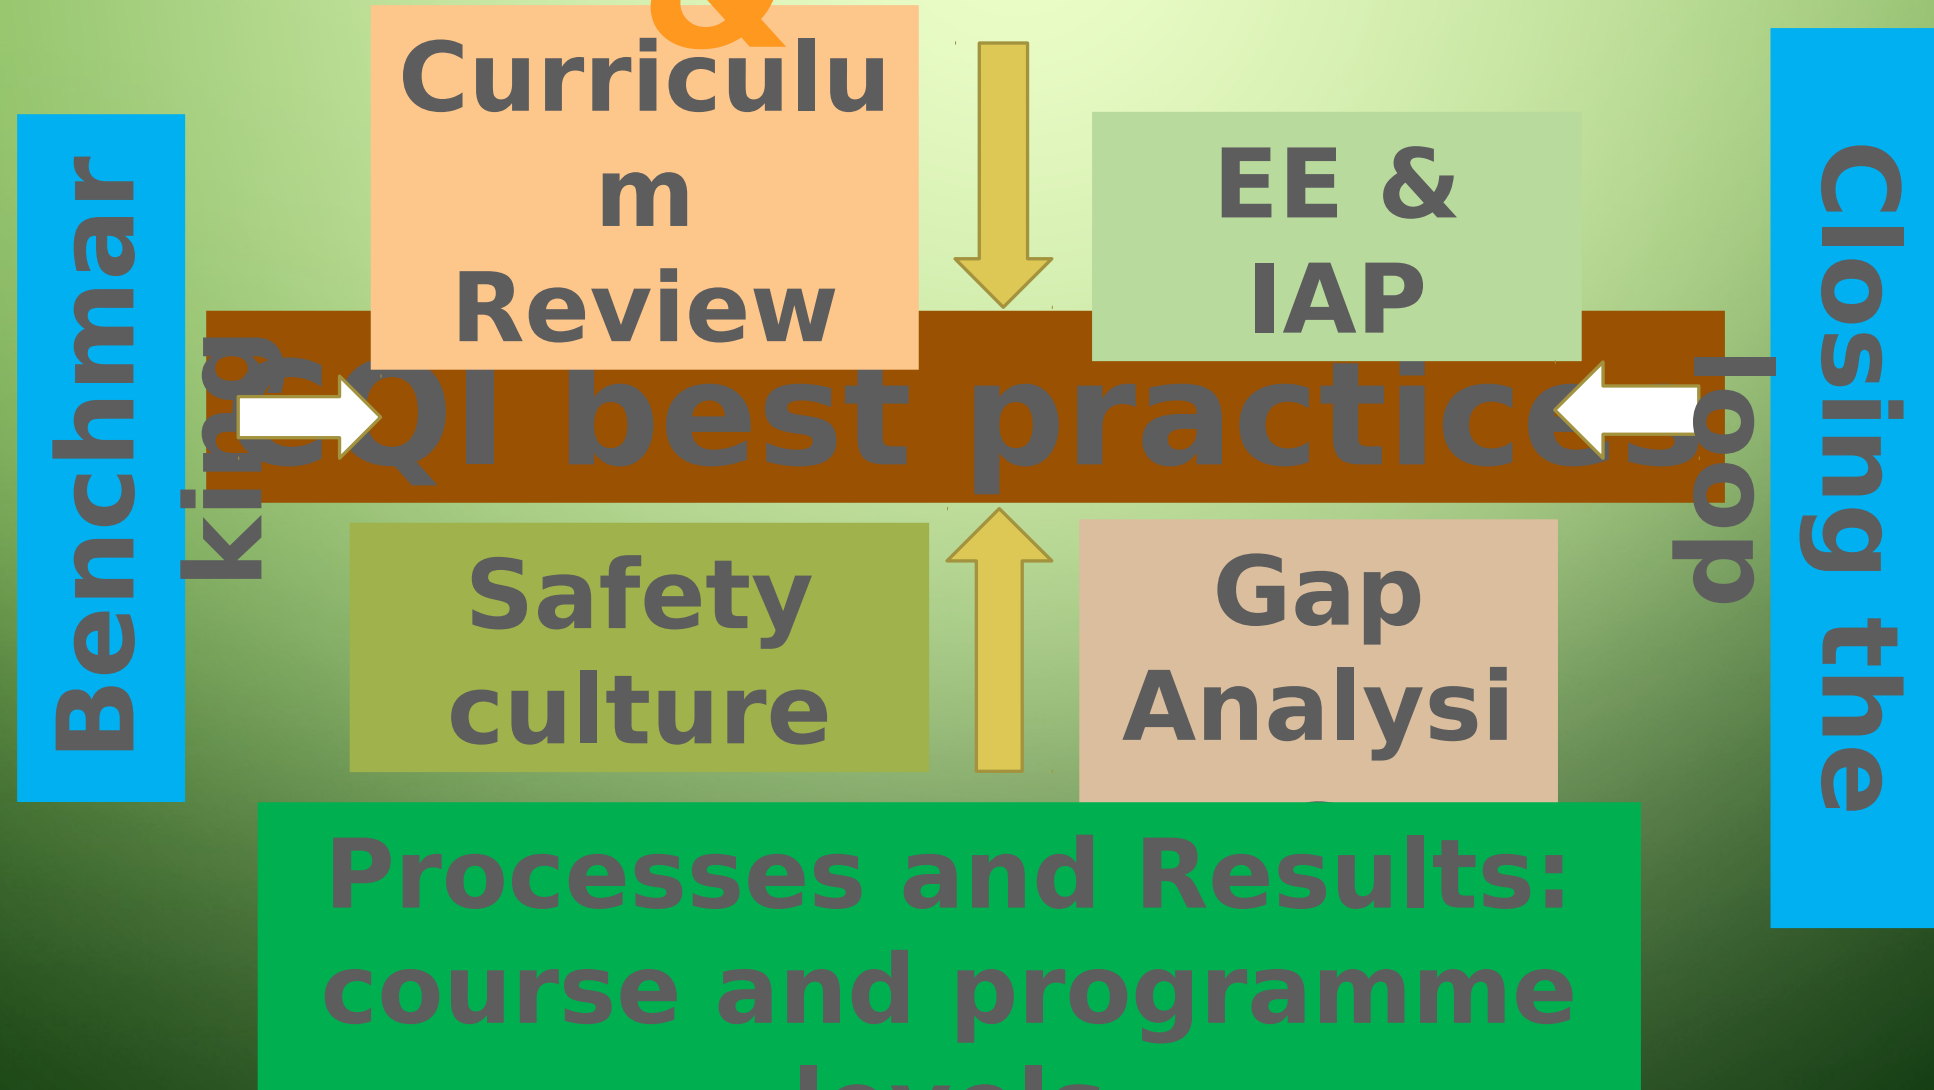 &
Curriculu
m
Review
EE &
IAP
Benchmar
king
CQI best practices
Closing the
loop
Safety
culture
Gap
Analysi
Processes and Results:
course and programme
levels